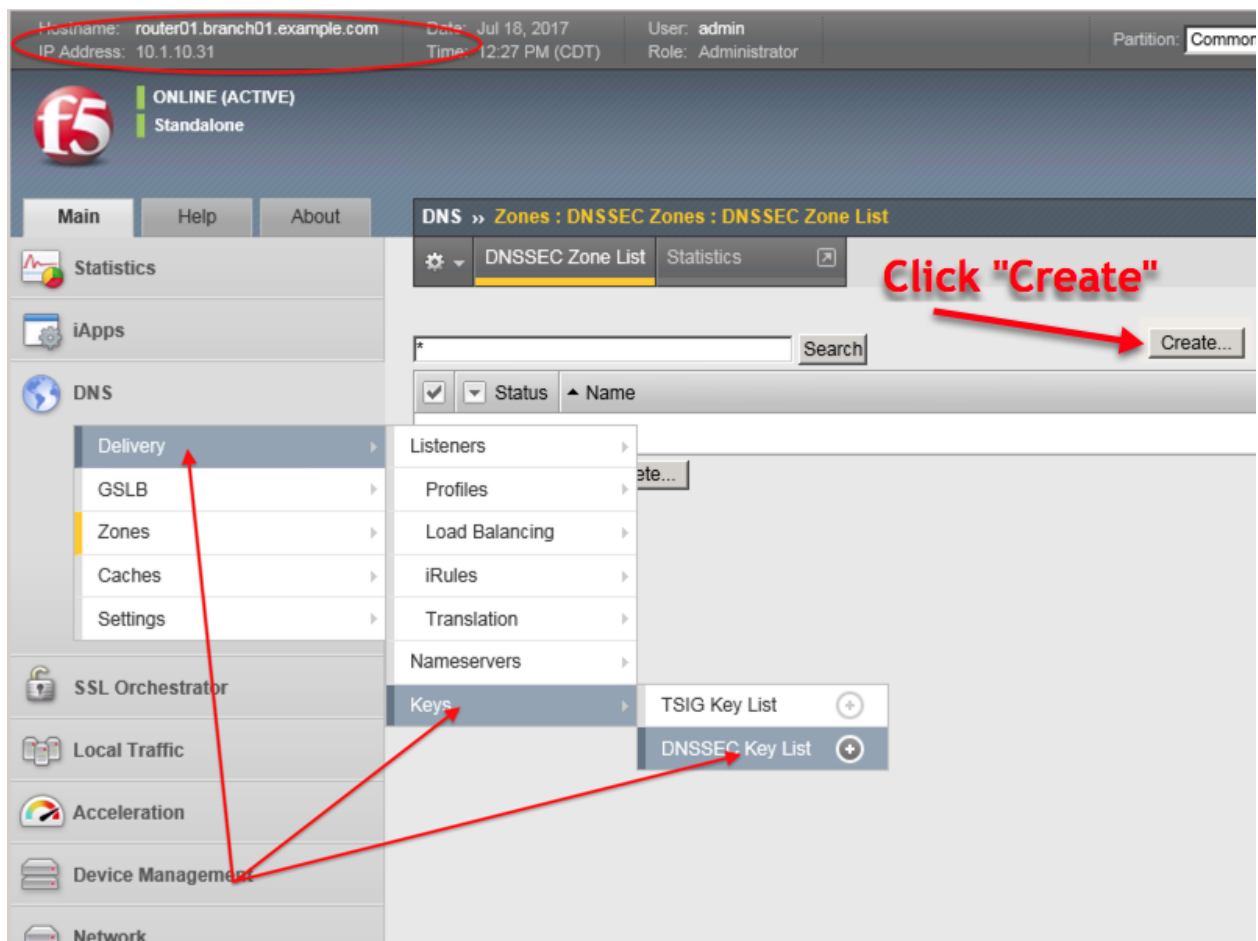 Hostname: router01.branch01.example.com Date: Jul 18, 2017 User: admin
IP Address: 10.1.10.31 Time: 12:27 PM (CDT) Role: Administrator
Partition: Common
f5
ONLINE (ACTIVE)
Standalone
Main Help About
DNS ›› Zones : DNSSEC Zones : DNSSEC Zone List
DNSSEC Zone List Statistics
Click "Create"
* Search Create...
Status Name
ete...
Statistics
iApps
DNS
Delivery
GSLB
Zones
Caches
Settings
Listeners
Profiles
Load Balancing
iRules
Translation
Nameservers
Keys
TSIG Key List
DNSSEC Key List
SSL Orchestrator
Local Traffic
Acceleration
Device Management
Network